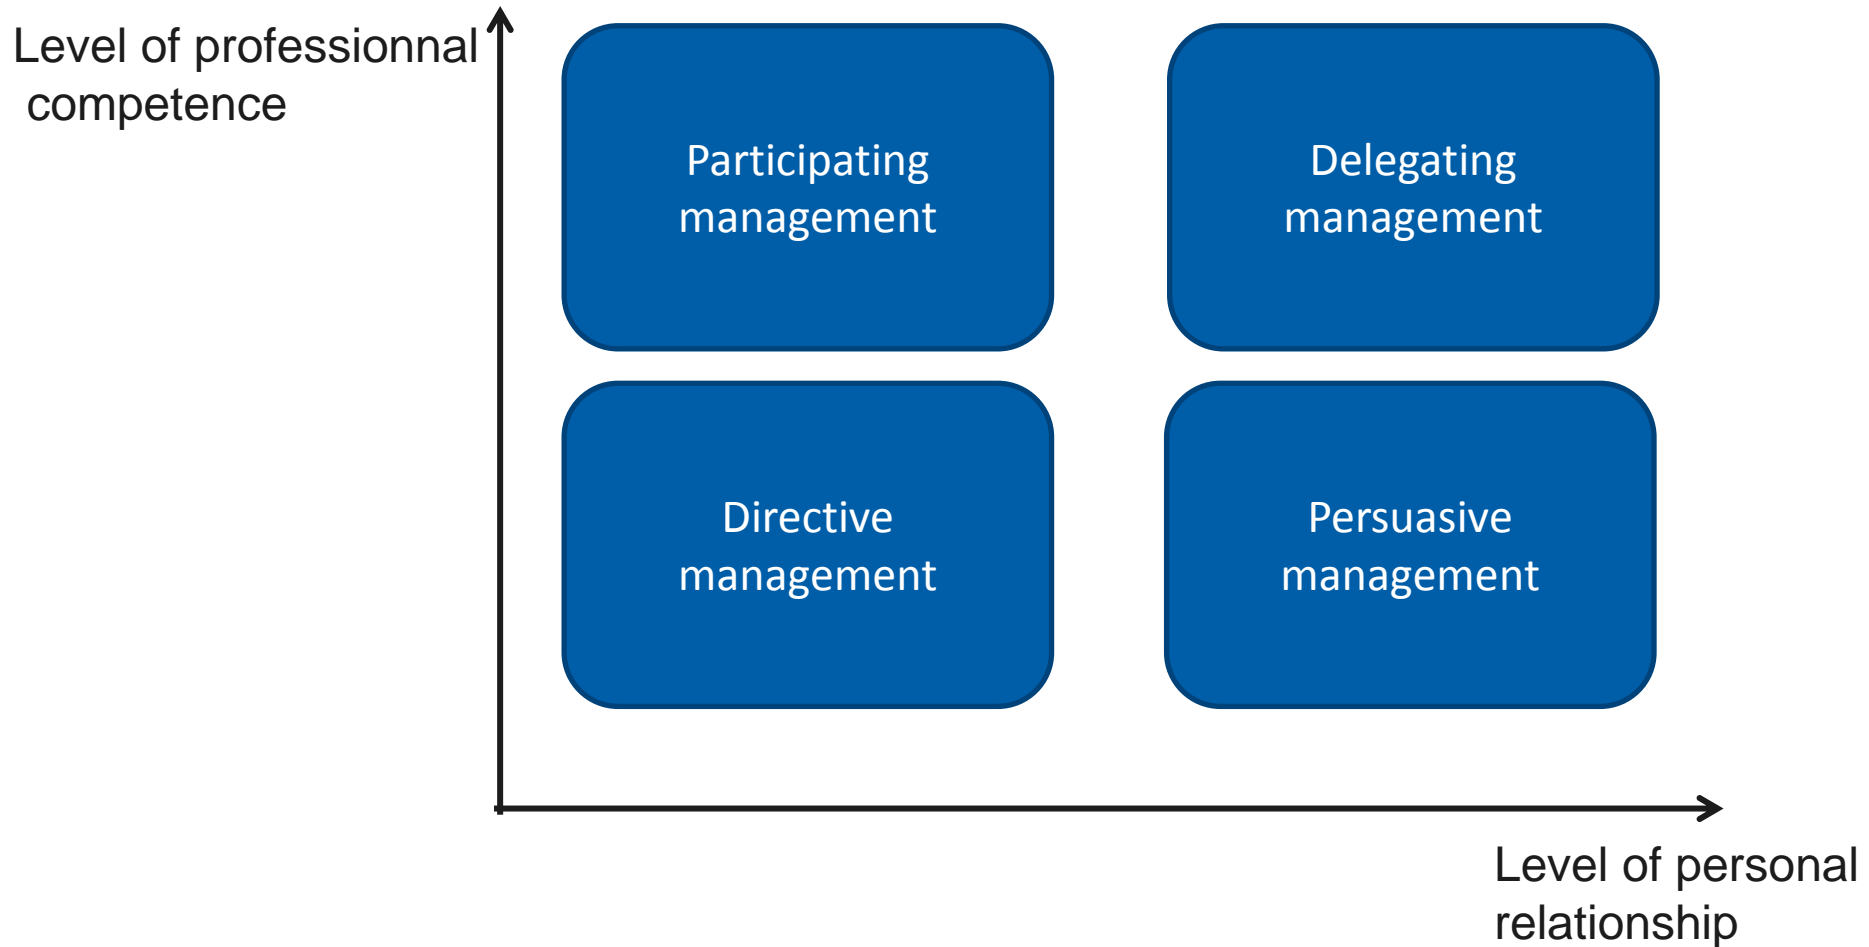 Level of professionnal
competence
Participating
management
Delegating
management
Directive
management
Persuasive
management
Level of personal
relationship